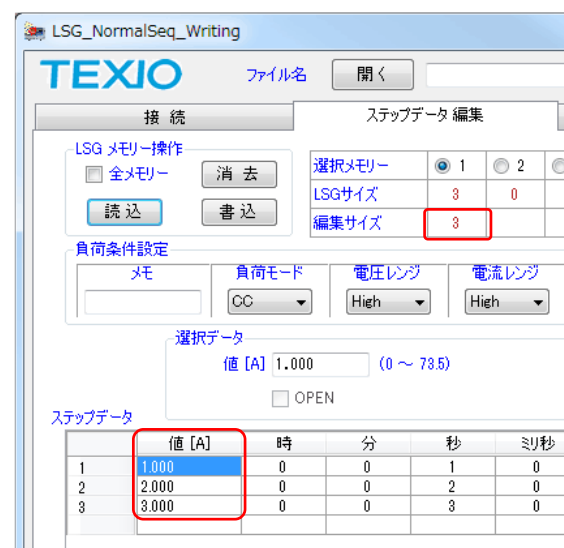 LSG_NormalSeq_Writing
TEXIO ファイル名 開く
接続 ステップデータ編集
LSG メモリー操作
全メモリー 消去
読込 書込
選択メモリー 1 2
LSGサイズ 3 0
編集サイズ 3
負荷条件設定
メモ 負荷モード 電圧レンジ 電流レンジ
CC High High
選択データ
値 [A] 1.000 (0 ～ 73.5)
OPEN
ステップデータ
値 [A] 時 分 秒 ミリ秒
1 1.000 0 0 1 0
2 2.000 0 0 2 0
3 3.000 0 0 3 0